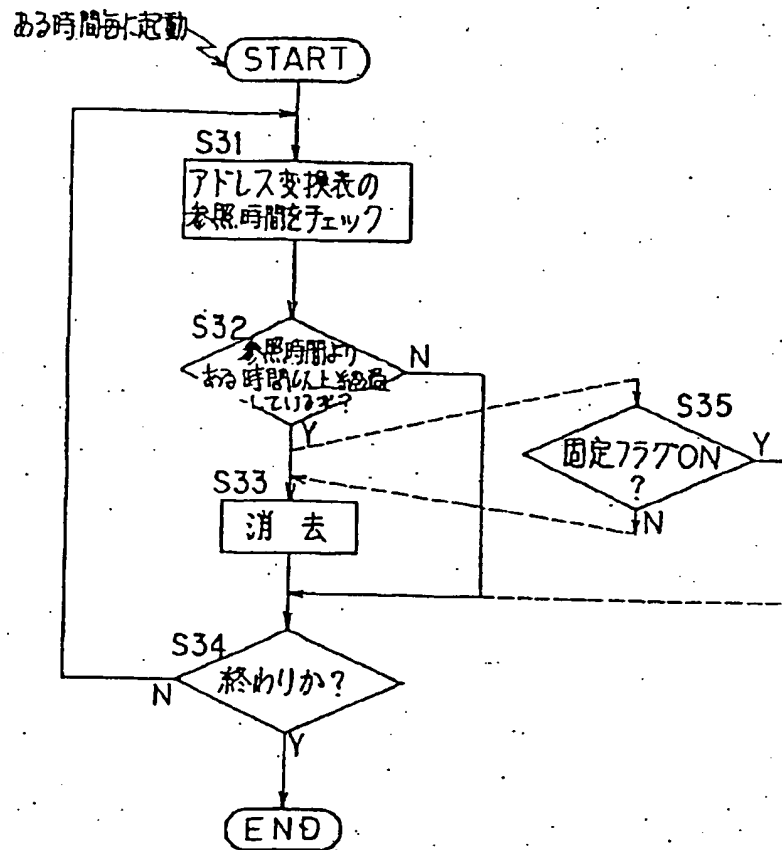 ある時間毎に起動
START
S31
アドレス変換表の
参照時間をチェック
S32
参照時間より
ある時間以上経過
しているか?
N
Y
S35
固定フラグON
?
Y
N
S33
消去
S34
終わりか?
N
Y
END